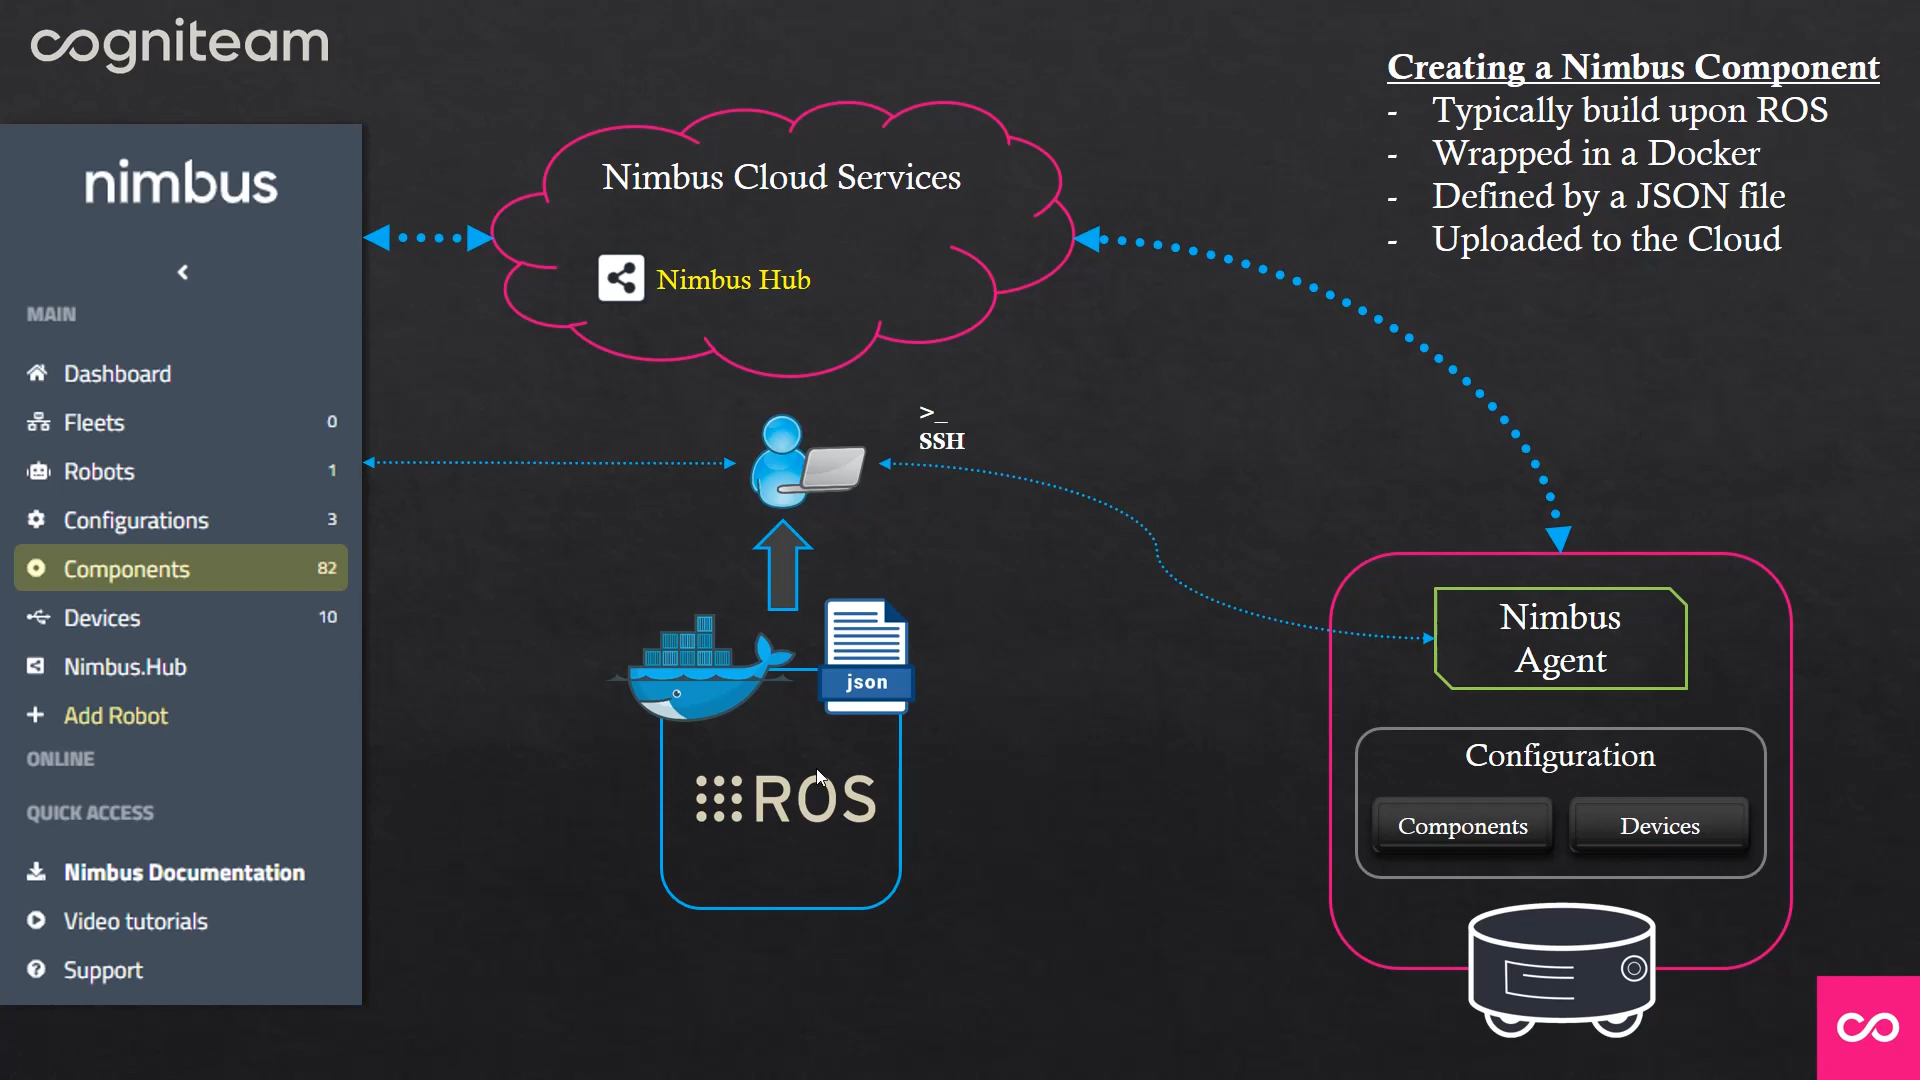 cogniteam
nimbus
MAIN
Dashboard
Fleets 0
Robots 1
Configurations 3
Components 82
Devices 10
Nimbus.Hub
Add Robot
ONLINE
QUICK ACCESS
Nimbus Documentation
Video tutorials
Support
Nimbus Cloud Services
Nimbus Hub
>_
SSH
json
ROS
Creating a Nimbus Component
- Typically build upon ROS
- Wrapped in a Docker
- Defined by a JSON file
- Uploaded to the Cloud
Nimbus
Agent
Configuration
Components
Devices